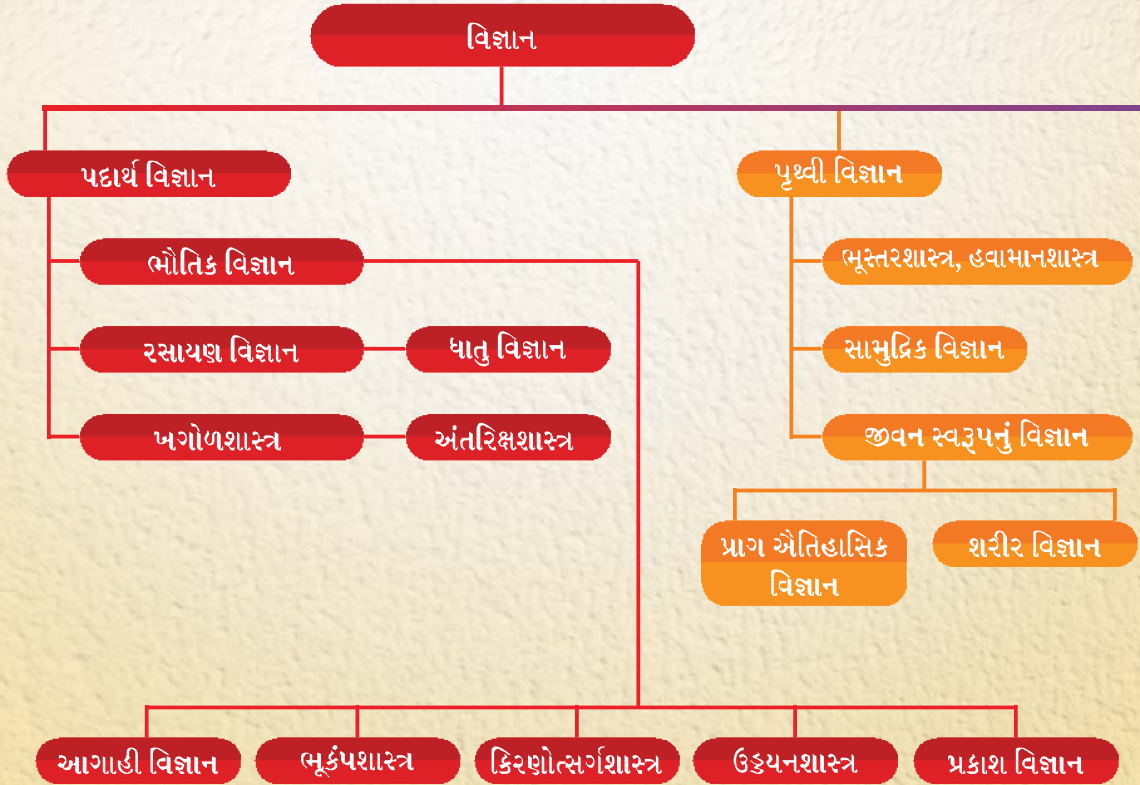 વિજ્ઞાન
પદાર્થ વિજ્ઞાન
પૃથ્વી વિજ્ઞાન
ભૌતિક વિજ્ઞાન
ભૂસ્તરશાસ્ત્ર, હવામાનશાસ્ત્ર
રસાયણ વિજ્ઞાન
ધાતુ વિજ્ઞાન
સામુદ્રિક વિજ્ઞાન
ખગોળશાસ્ત્ર
અંતરિક્ષશાસ્ત્ર
જીવન સ્વરૂપનું વિજ્ઞાન
પ્રાગ ઐતિહાસિક
વિજ્ઞાન
શરીર વિજ્ઞાન
આગાહી વિજ્ઞાન
ભૂકંપશાસ્ત્ર
કિરણોત્સર્ગશાસ્ત્ર
ઉડ્ડયનશાસ્ત્ર
પ્રકાશ વિજ્ઞાન